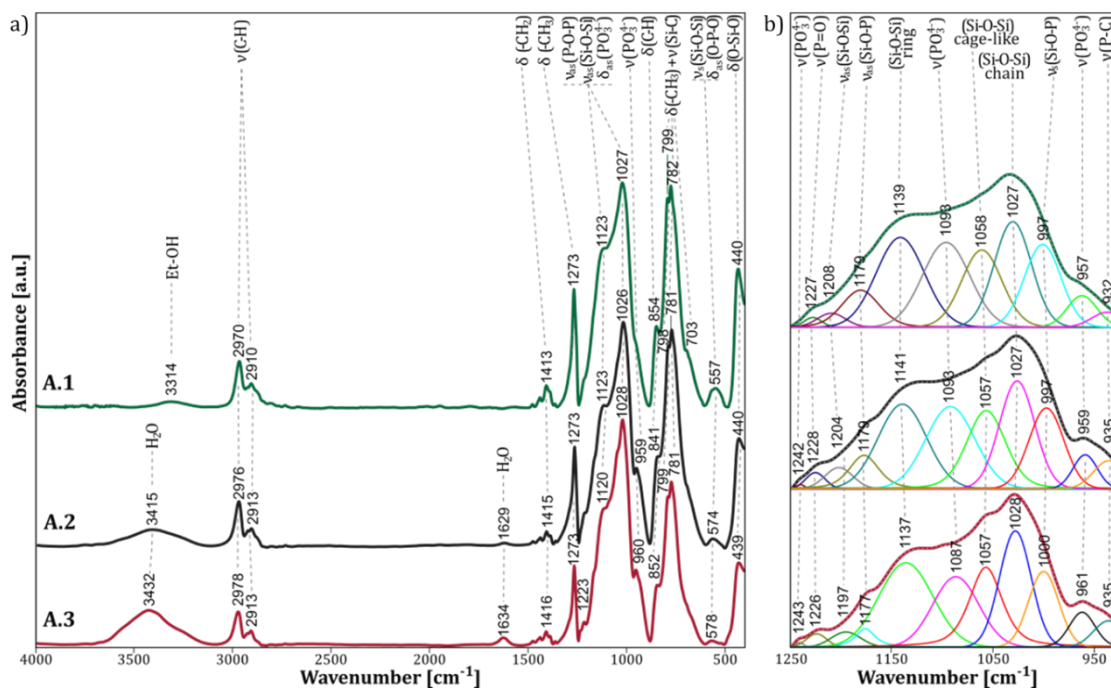 a)
ν(C-H)
δ (-CH₂)
δ (-CH₃)
νas(P-O-P)
νas(Si-O-Si)
δas(PO₃⁴⁻)
ν(PO₃⁴⁻)
δ(C-H)
νs(Si-O-Si)
δas(O-P-O)
δ(-CH₃)+ν(Si-C)
δ(O-Si-O)
Absorbance [a.u.]
A.1
Et-OH
3314
2970
2910
1413
1273
1123
1027
854
799
782
703
557
440
A.2
H₂O
3415
2976
2913
H₂O
1629
1415
1273
1123
1026
959
841
798
781
574
440
A.3
3432
2978
2913
1634
1416
1273
1223
1120
1028
960
852
799
781
578
439
4000 3500 3000 2500 2000 1500 1000 500
Wavenumber [cm⁻¹]
b)
ν(PO₃⁴⁻)
ν(P=O)
νas(Si-O-Si)
νas(Si-O-P)
(Si-O-Si)
ring
ν(PO₃⁴⁻)
(Si-O-Si)
cage-like
(Si-O-Si)
chain
νs(Si-O-P)
ν(PO₃⁴⁻)
ν(P-C)
1227
1208
1179
1139
1093
1058
1027
997
957
932
1242
1228
1204
1179
1141
1093
1057
1027
997
959
935
1243
1226
1197
1177
1137
1087
1057
1028
1000
961
935
1250 1150 1050 950
Wavenumber [cm⁻¹]